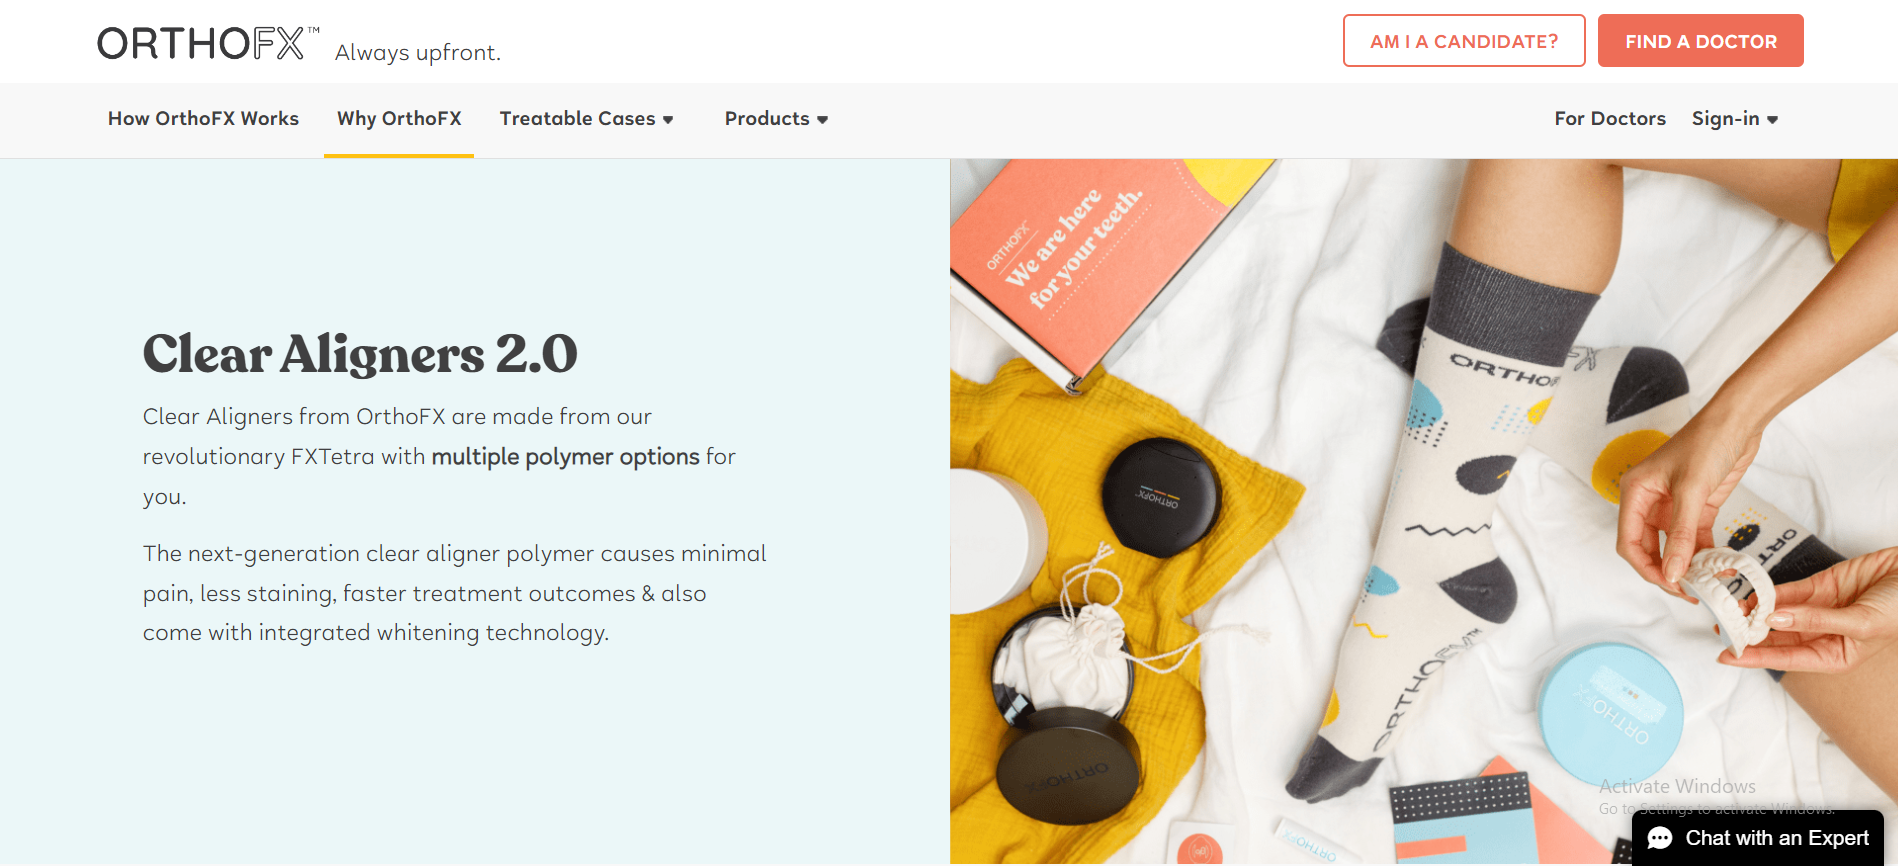 ORTHOFX™ Always upfront.
AM I A CANDIDATE?
FIND A DOCTOR
How OrthoFX Works
Why OrthoFX
Treatable Cases
Products
For Doctors
Sign-in
Clear Aligners 2.0
Clear Aligners from OrthoFX are made from our
revolutionary FXTetra with multiple polymer options for
you.
The next-generation clear aligner polymer causes minimal
pain, less staining, faster treatment outcomes & also
come with integrated whitening technology.
ORTHOFX™
We are here
for your teeth.
ORTHOFX
ORTHOFX
ORTHOFX™
ORTHOFX
ORTHOFX
ORTHOFX
Activate Windows
Go to Settings to activate Windows.
Chat with an Expert